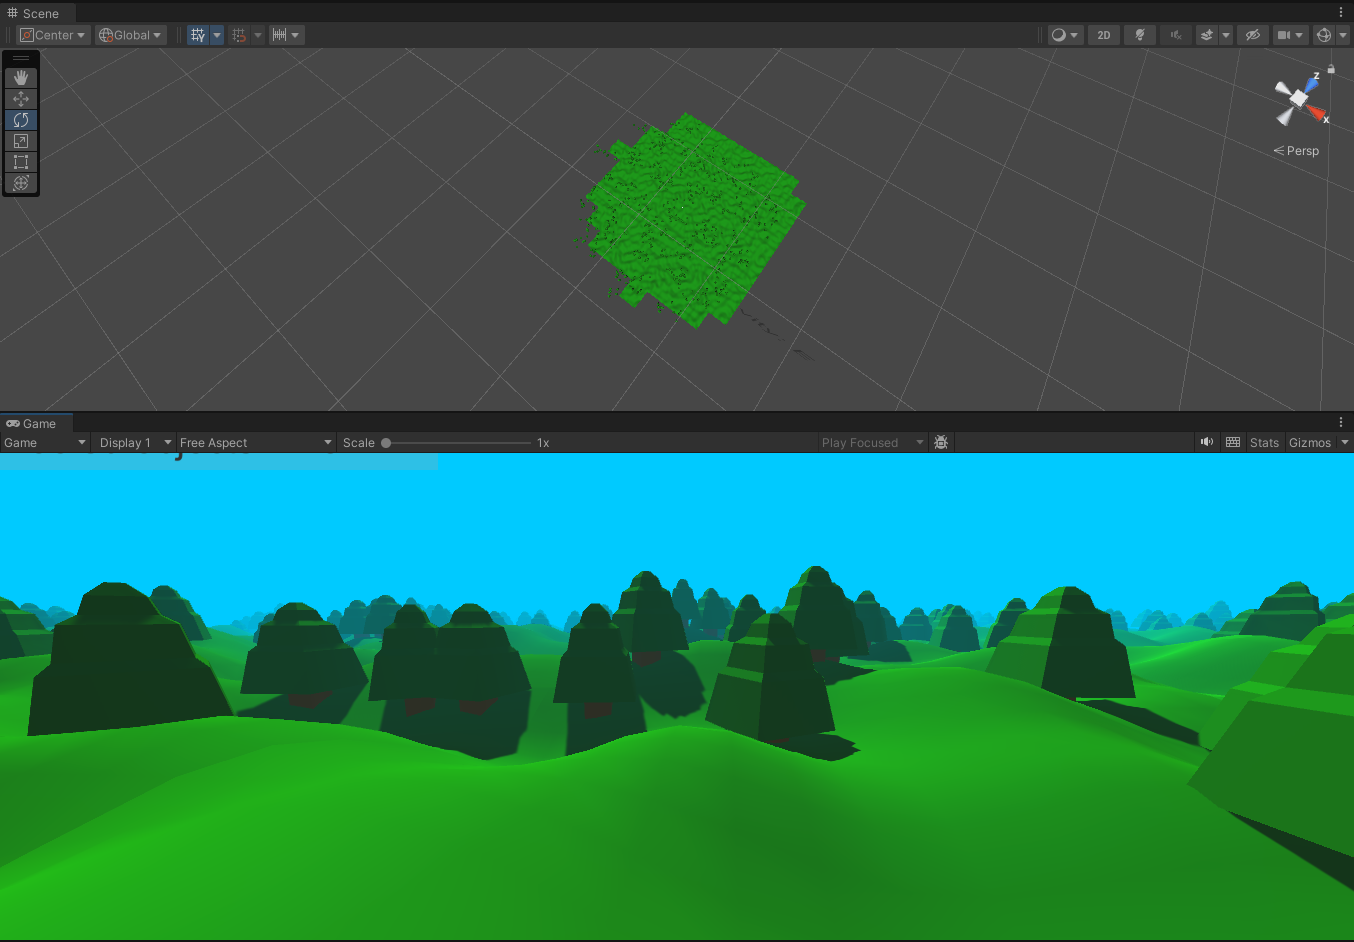 Scene
Center Global 2D
z
x
Persp
Game
Game Display 1 Free Aspect Scale 1x Play Focused Stats Gizmos